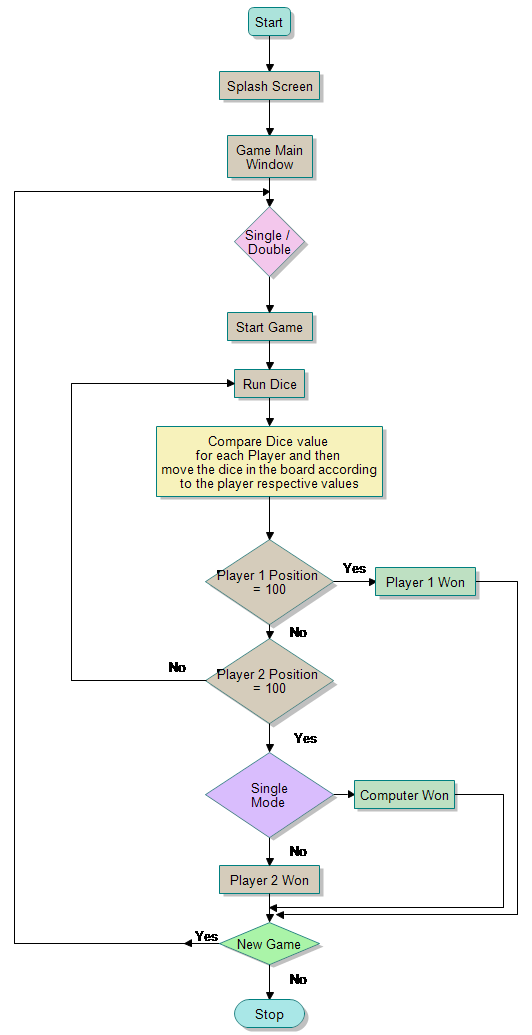 Start
Splash Screen
Game Main
Window
Single /
Double
Start Game
Run Dice
Compare Dice value
for each Player and then
move the dice in the board according
to the player respective values
Player 1 Position
= 100
Yes
Player 1 Won
No
Player 2 Position
= 100
No
Yes
Single
Mode
Computer Won
No
Player 2 Won
Yes
New Game
No
Stop